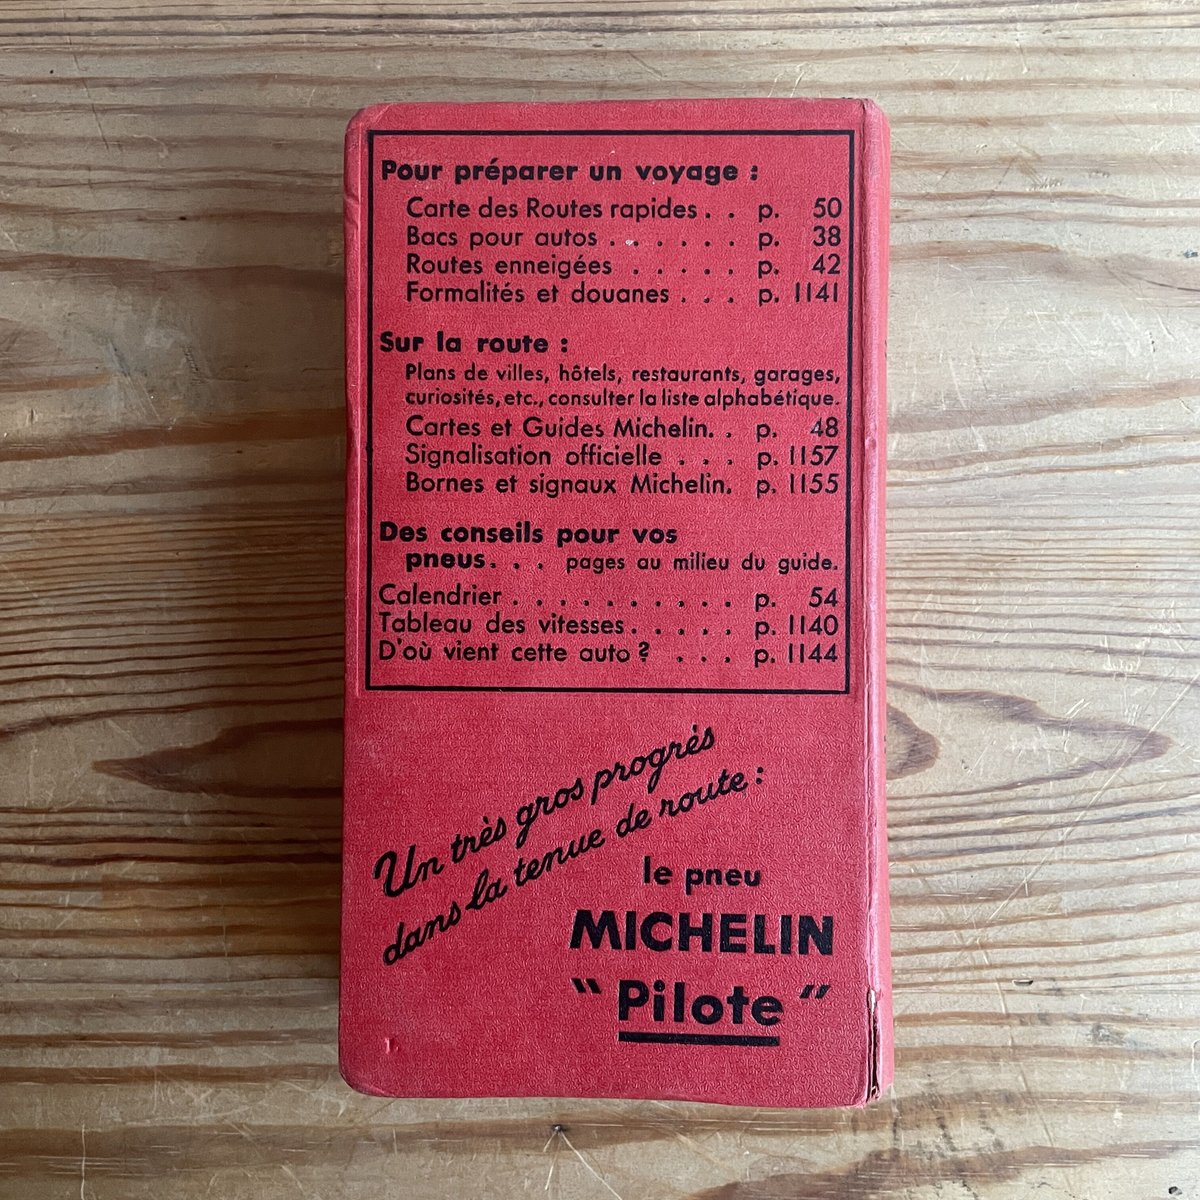 Pour préparer un voyage :
Carte des Routes rapides . . p. 50
Bacs pour autos . . . . . . p. 38
Routes enneigées . . . . . p. 42
Formalités et douanes . . . p. 1141
Sur la route :
Plans de villes, hôtels, restaurants, garages,
curiosités, etc., consulter la liste alphabétique.
Cartes et Guides Michelin. . p. 48
Signalisation officielle . . . p. 1157
Bornes et signaux Michelin. p. 1155
Des conseils pour vos
pneus. . . . pages au milieu du guide.
Calendrier . . . . . . . . . . p. 54
Tableau des vitesses . . . . . p. 1140
D'où vient cette auto ? . . . p. 1144
Un très gros progrès
dans la tenue de route :
le pneu
MICHELIN
" Pilote "